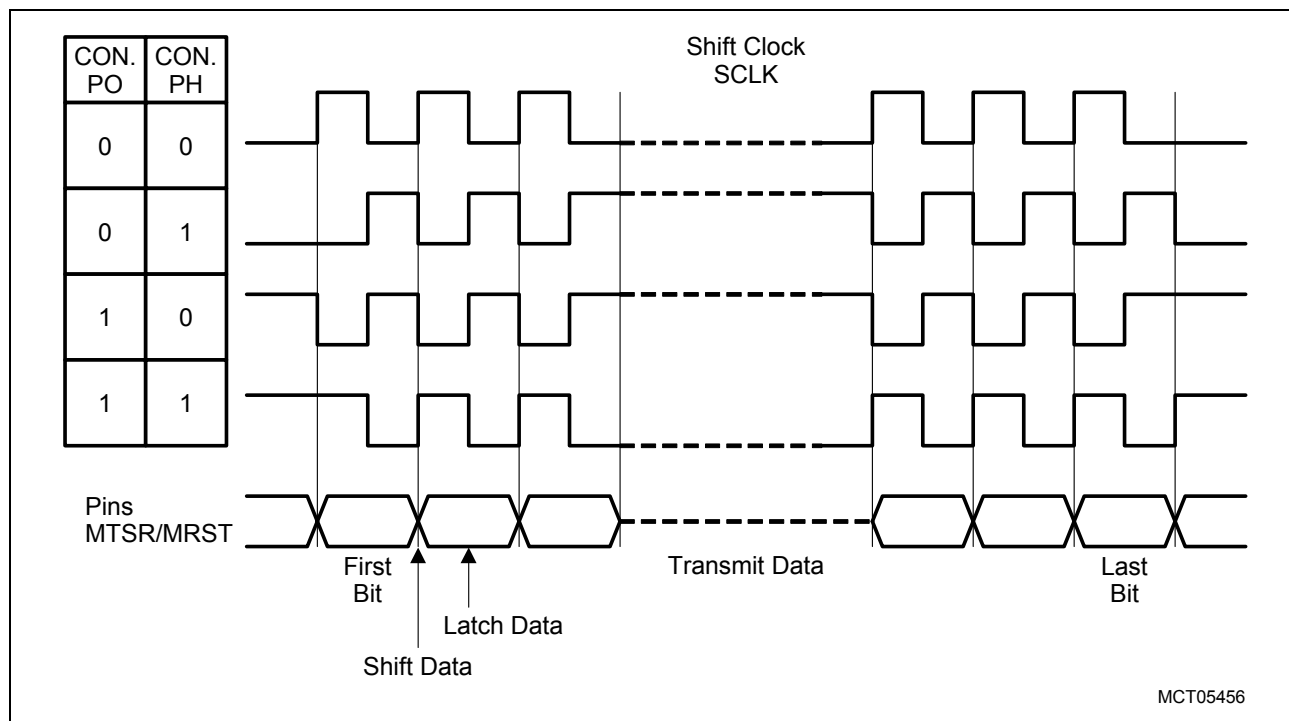 CON. PO CON. PH
0 0
0 1
1 0
1 1
Shift Clock
SCLK
Pins
MTSR/MRST
First
Bit
Transmit Data
Last
Bit
Latch Data
Shift Data
MCT05456